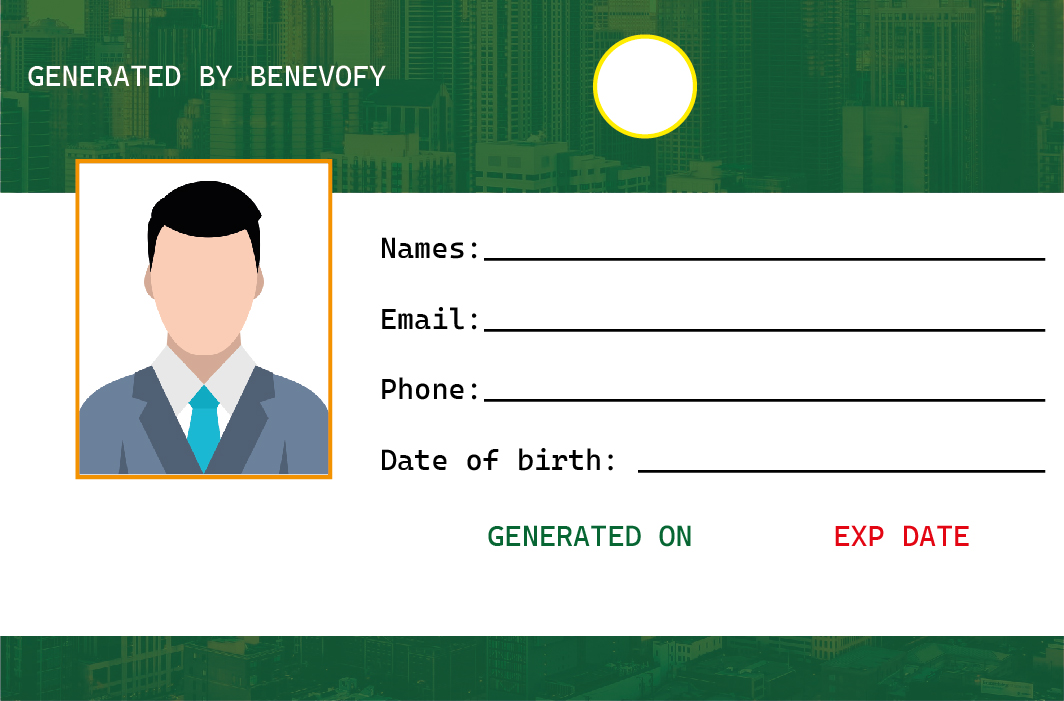 GENERATED BY BENEVOFY
Names:
Email:
Phone:
Date of birth:
GENERATED ON EXP DATE